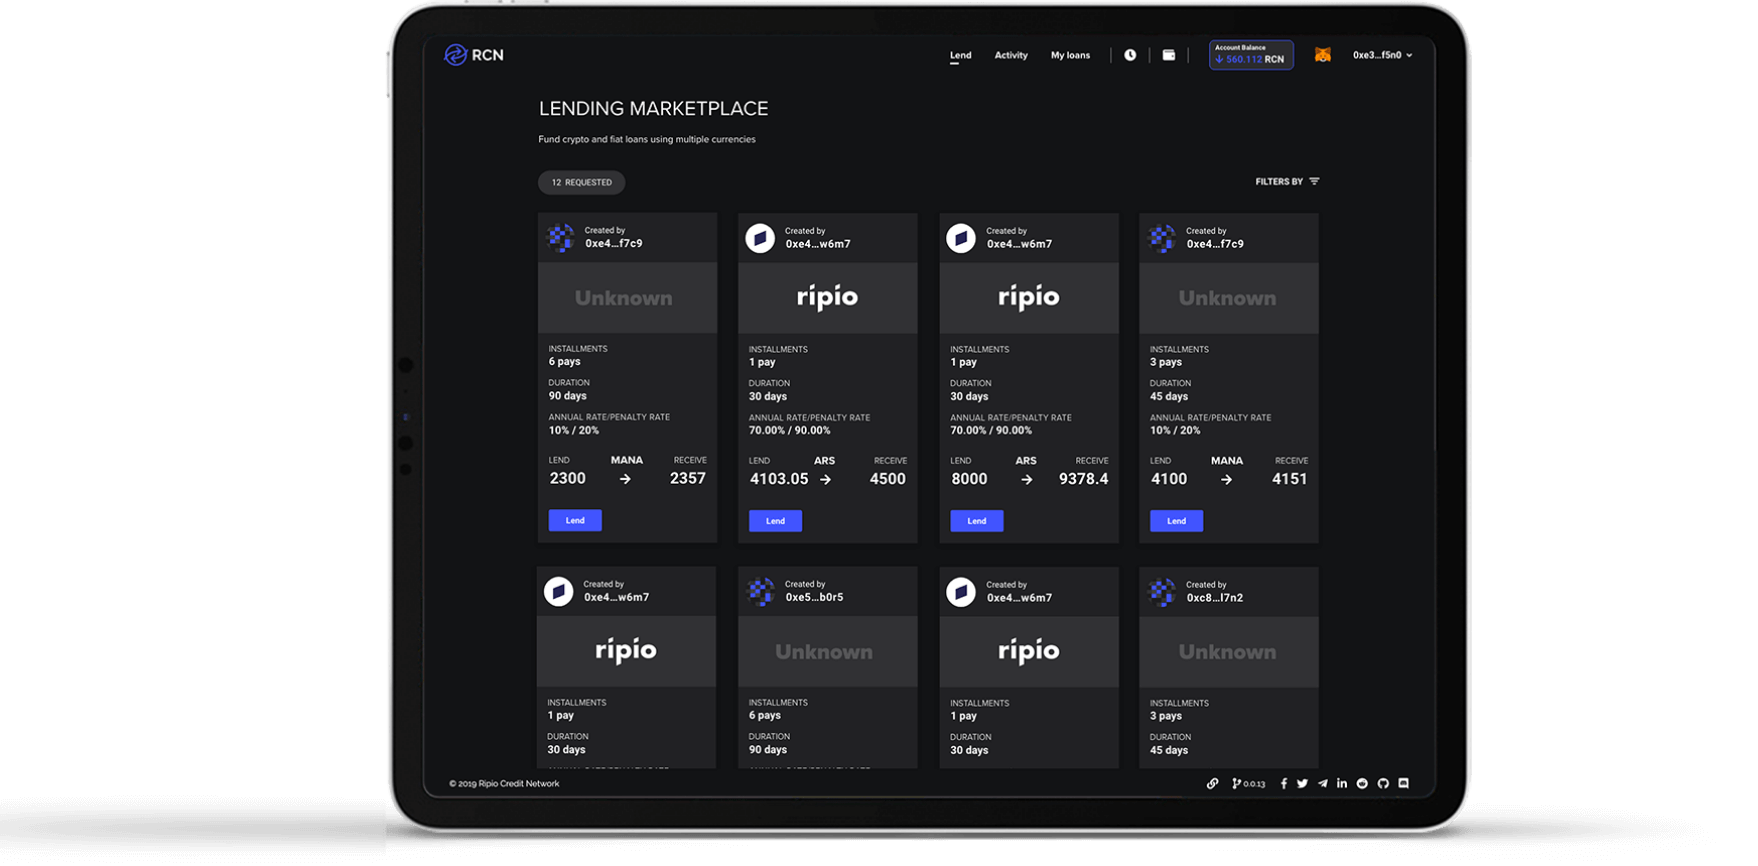 RCN
Lend Activity My loans
Account Balance
560.112 RCN
0xe3...f5n0
LENDING MARKETPLACE
Fund crypto and fiat loans using multiple currencies
12 REQUESTED
FILTERS BY
Created by
0xe4...f7c9
Unknown
INSTALLMENTS
6 pays
DURATION
90 days
ANNUAL RATE/PENALTY RATE
10% / 20%
LEND MANA RECEIVE
2300 → 2357
Lend
Created by
0xe4...w6m7
ripio
INSTALLMENTS
1 pay
DURATION
30 days
ANNUAL RATE/PENALTY RATE
70.00% / 90.00%
LEND ARS RECEIVE
4103.05 → 4500
Lend
Created by
0xe4...w6m7
ripio
INSTALLMENTS
1 pay
DURATION
30 days
ANNUAL RATE/PENALTY RATE
70.00% / 90.00%
LEND ARS RECEIVE
8000 → 9378.4
Lend
Created by
0xe4...f7c9
Unknown
INSTALLMENTS
3 pays
DURATION
45 days
ANNUAL RATE/PENALTY RATE
10% / 20%
LEND MANA RECEIVE
4100 → 4151
Lend
Created by
0xe4...w6m7
ripio
INSTALLMENTS
1 pay
DURATION
30 days
Created by
0xe5...b0r5
Unknown
INSTALLMENTS
6 pays
DURATION
90 days
Created by
0xe4...w6m7
ripio
INSTALLMENTS
1 pay
DURATION
30 days
Created by
0xc8...l7n2
Unknown
INSTALLMENTS
3 pays
DURATION
45 days
© 2019 Ripio Credit Network
0.0.13